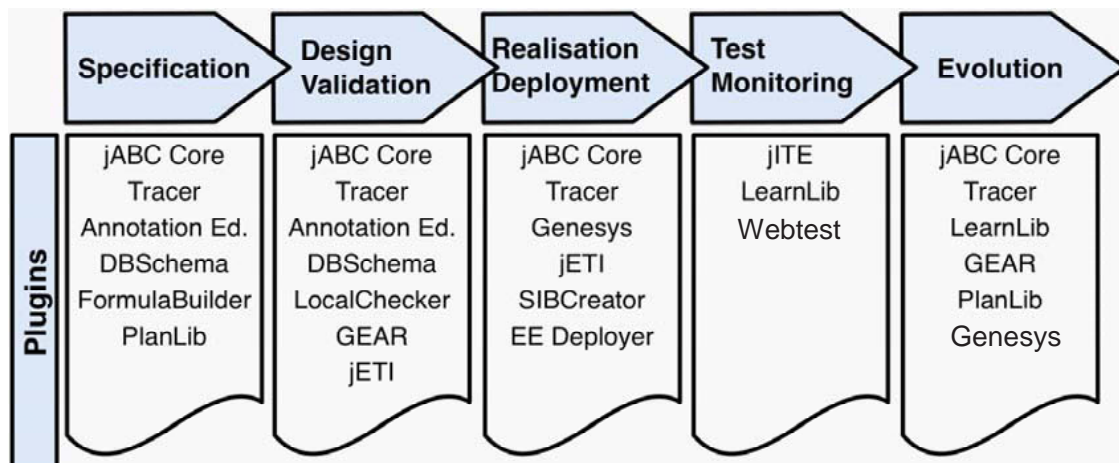 Specification
Design
Validation
Realisation
Deployment
Test
Monitoring
Evolution
Plugins
jABC Core
Tracer
Annotation Ed.
DBSchema
FormulaBuilder
PlanLib
jABC Core
Tracer
Annotation Ed.
DBSchema
LocalChecker
GEAR
jETI
jABC Core
Tracer
Genesys
jETI
SIBCreator
EE Deployer
jITE
LearnLib
Webtest
jABC Core
Tracer
LearnLib
GEAR
PlanLib
Genesys